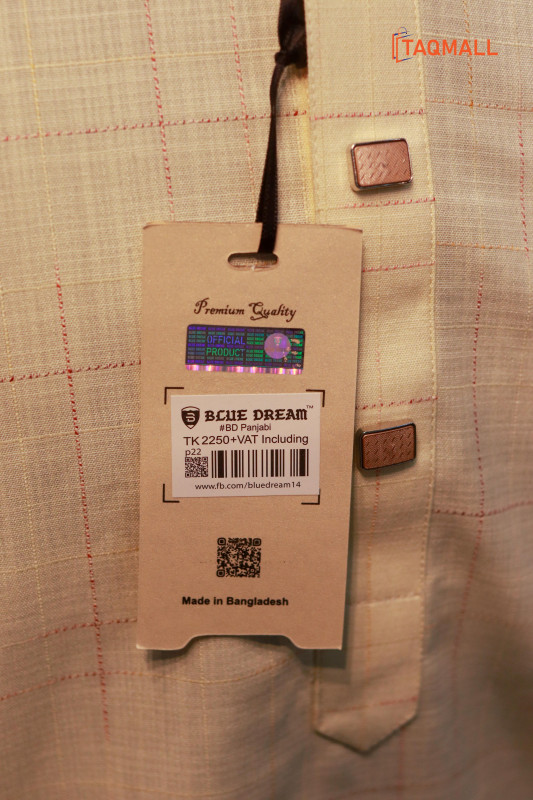 TAQMALL
Premium Quality
OFFICIAL
PRODUCT
BLUE DREAM™
#BD Panjabi
TK 2250+VAT Including
p22
www.fb.com/bluedream14
Made in Bangladesh